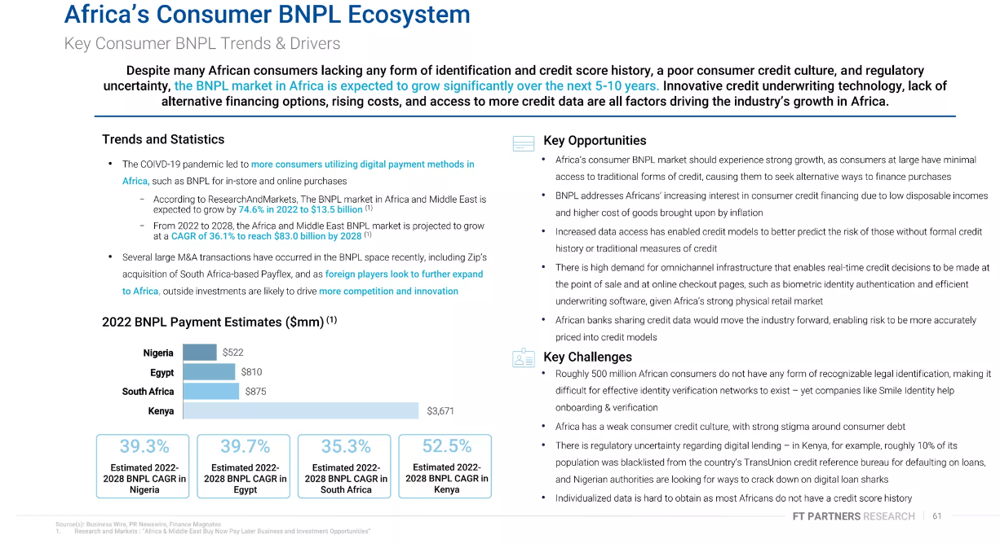 Africa's Consumer BNPL Ecosystem
Key Consumer BNPL Trends & Drivers
Despite many African consumers lacking any form of identification and credit score history, a poor consumer credit culture, and regulatory
uncertainty, the BNPL market in Africa is expected to grow significantly over the next 5-10 years. Innovative credit underwriting technology, lack of
alternative financing options, rising costs, and access to more credit data are all factors driving the industry's growth in Africa.
Trends and Statistics
• The COIVD-19 pandemic led to more consumers utilizing digital payment methods in
Africa, such as BNPL for in-store and online purchases
– According to ResearchAndMarkets, The BNPL market in Africa and Middle East is
expected to grow by 74.6% in 2022 to $13.5 billion (1)
– From 2022 to 2028, the Africa and Middle East BNPL market is projected to grow
at a CAGR of 36.1% to reach $83.0 billion by 2028 (1)
• Several large M&A transactions have occurred in the BNPL space recently, including Zip's
acquisition of South Africa-based Payflex, and as foreign players look to further expand
to Africa, outside investments are likely to drive more competition and innovation
2022 BNPL Payment Estimates ($mm) (1)
Nigeria $522
Egypt $810
South Africa $875
Kenya $3,671
39.3%
Estimated 2022-
2028 BNPL CAGR in
Nigeria
39.7%
Estimated 2022-
2028 BNPL CAGR in
Egypt
35.3%
Estimated 2022-
2028 BNPL CAGR in
South Africa
52.5%
Estimated 2022-
2028 BNPL CAGR in
Kenya
Key Opportunities
• Africa's consumer BNPL market should experience strong growth, as consumers at large have minimal
access to traditional forms of credit, causing them to seek alternative ways to finance purchases
• BNPL addresses Africans' increasing interest in consumer credit financing due to low disposable incomes
and higher cost of goods brought upon by inflation
• Increased data access has enabled credit models to better predict the risk of those without formal credit
history or traditional measures of credit
• There is high demand for omnichannel infrastructure that enables real-time credit decisions to be made at
the point of sale and at online checkout pages, such as biometric identity authentication and efficient
underwriting software, given Africa's strong physical retail market
• African banks sharing credit data would move the industry forward, enabling risk to be more accurately
priced into credit models
Key Challenges
• Roughly 500 million African consumers do not have any form of recognizable legal identification, making it
difficult for effective identity verification networks to exist – yet companies like Smile Identity help
onboarding & verification
• Africa has a weak consumer credit culture, with strong stigma around consumer debt
• There is regulatory uncertainty regarding digital lending – in Kenya, for example, roughly 10% of its
population was blacklisted from the country's TransUnion credit reference bureau for defaulting on loans,
and Nigerian authorities are looking for ways to crack down on digital loan sharks
• Individualized data is hard to obtain as most Africans do not have a credit score history
Source(s): Business Wire, PR Newswire, Finance Magnates
1. Research and Markets : "Africa & Middle East Buy Now Pay Later Business and Investment Opportunities"
FT PARTNERS RESEARCH 61